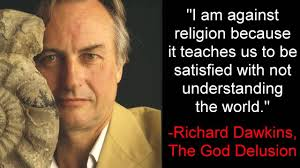 "I am against
religion because
it teaches us to be
satisfied with not
understanding
the world."
-Richard Dawkins,
The God Delusion